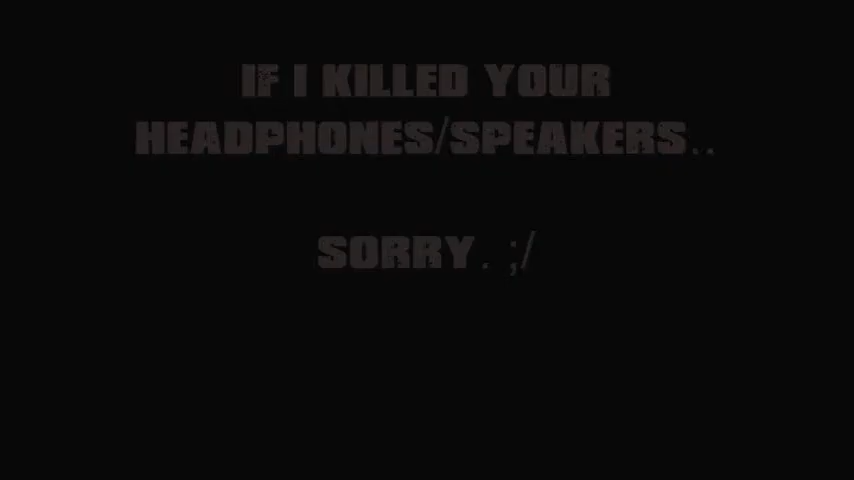 IF I KILLED YOUR
HEADPHONES/SPEAKERS..
SORRY. ;/